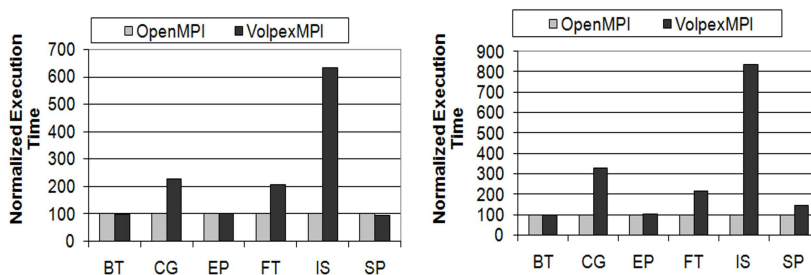 OpenMPI VolpexMPI
Normalized Execution
Time
700
600
500
400
300
200
100
0
BT CG EP FT IS SP
OpenMPI VolpexMPI
Normalized Execution
Time
900
800
700
600
500
400
300
200
100
0
BT CG EP FT IS SP